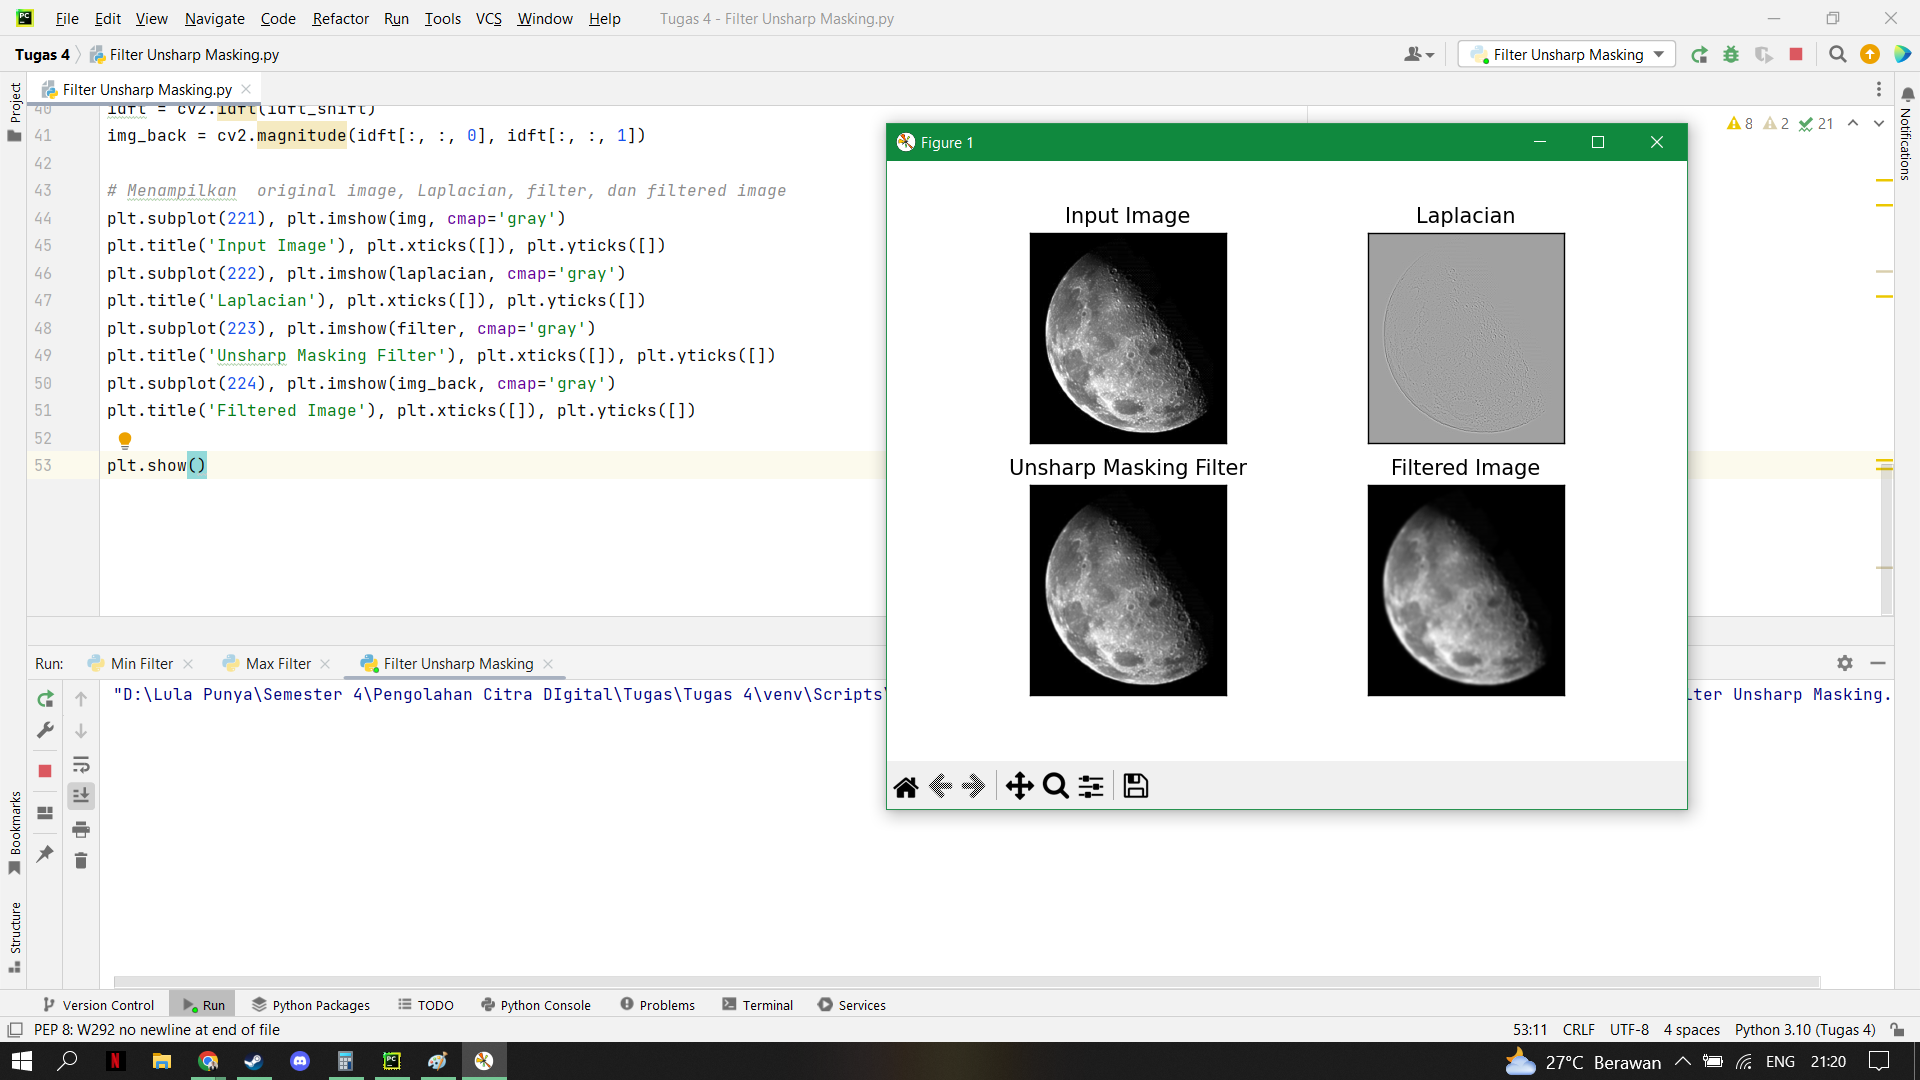 File Edit View Navigate Code Refactor Run Tools VCS Window Help Tugas 4 - Filter Unsharp Masking.py
Tugas 4 Filter Unsharp Masking.py Filter Unsharp Masking
Project
Filter Unsharp Masking.py
Notifications
8 2 21
40 idft = cv2.idft(idft_shift)
41 img_back = cv2.magnitude(idft[:, :, 0], idft[:, :, 1])
42
43 # Menampilkan  original image, Laplacian, filter, dan filtered image
44 plt.subplot(221), plt.imshow(img, cmap='gray')
45 plt.title('Input Image'), plt.xticks([]), plt.yticks([])
46 plt.subplot(222), plt.imshow(laplacian, cmap='gray')
47 plt.title('Laplacian'), plt.xticks([]), plt.yticks([])
48 plt.subplot(223), plt.imshow(filter, cmap='gray')
49 plt.title('Unsharp Masking Filter'), plt.xticks([]), plt.yticks([])
50 plt.subplot(224), plt.imshow(img_back, cmap='gray')
51 plt.title('Filtered Image'), plt.xticks([]), plt.yticks([])
52
53 plt.show()
Figure 1
Input Image Laplacian
Unsharp Masking Filter Filtered Image
Run: Min Filter Max Filter Filter Unsharp Masking
"D:\Lula Punya\Semester 4\Pengolahan Citra DIgital\Tugas\Tugas 4\venv\Scripts\
lter Unsharp Masking.
Bookmarks
Structure
Version Control Run Python Packages TODO Python Console Problems Terminal Services
PEP 8: W292 no newline at end of file 53:11 CRLF UTF-8 4 spaces Python 3.10 (Tugas 4)
27°C Berawan ENG 21:20